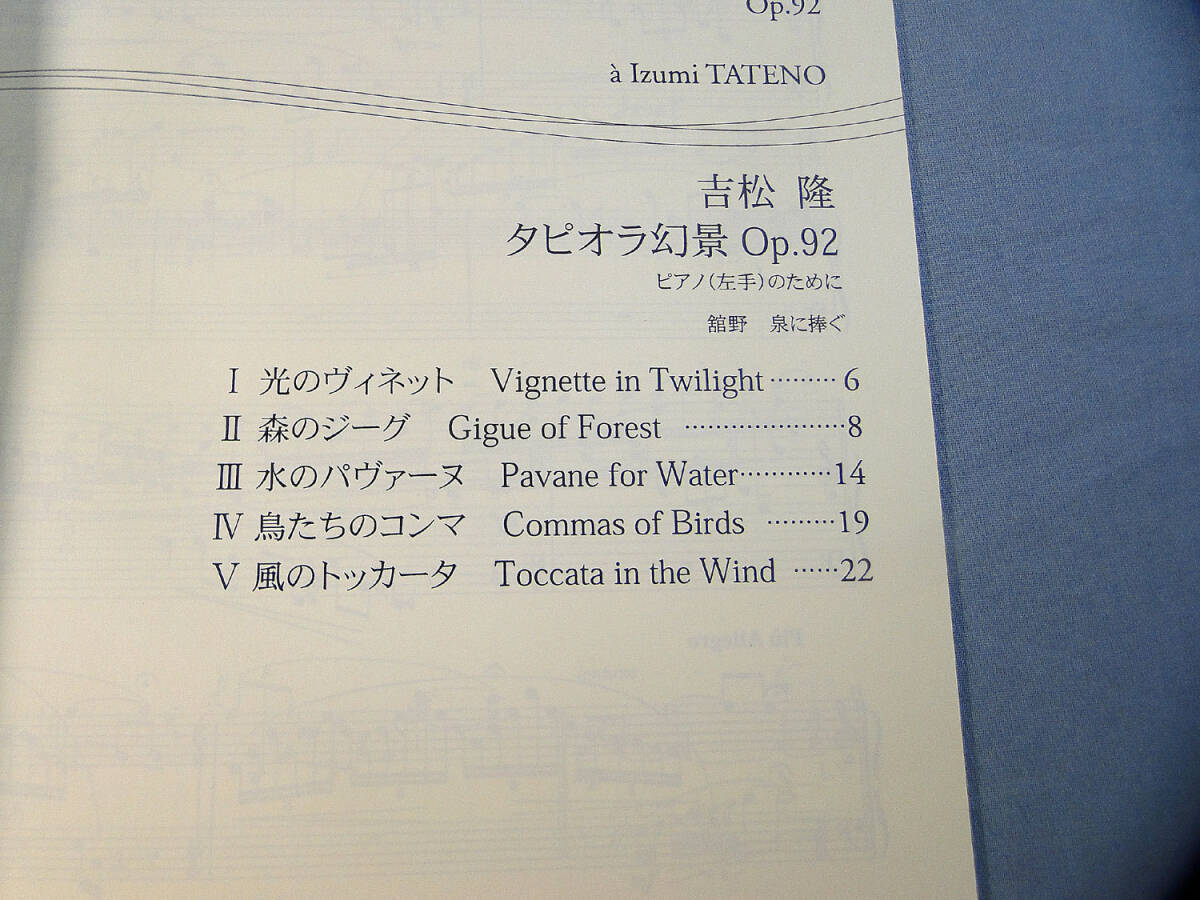 Op.92
à Izumi TATENO
吉松 隆
タピオラ幻景 Op.92
ピアノ(左手)のために
舘野 泉に捧ぐ
Ⅰ 光のヴィネット Vignette in Twilight ········· 6
Ⅱ 森のジーグ Gigue of Forest ·····················8
Ⅲ 水のパヴァーヌ Pavane for Water············14
Ⅳ 鳥たちのコンマ Commas of Birds ·········19
Ⅴ 風のトッカータ Toccata in the Wind ······22